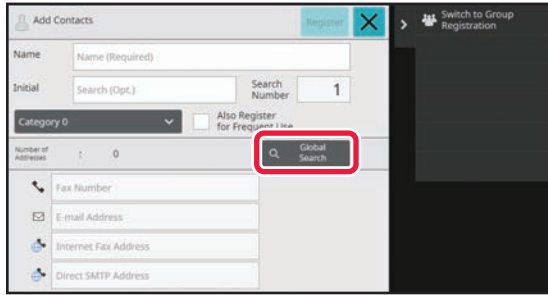 Add Contacts
Register
Switch to Group
Registration
Name
Name (Required)
Initial
Search (Opt.)
Search
Number
1
Category 0
Also Register
for Frequent Use
Number of
Addresses
:
0
Global
Search
Fax Number
E-mail Address
Internet Fax Address
Direct SMTP Address